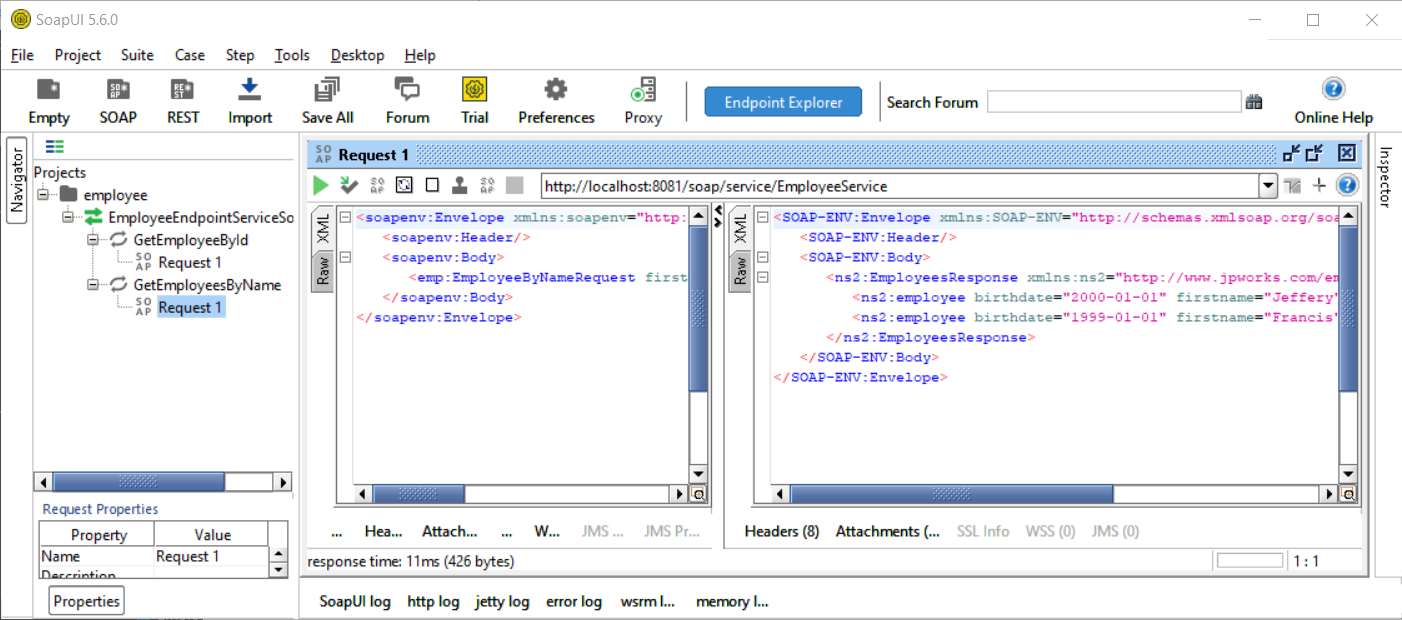 SoapUI 5.6.0
File Project Suite Case Step Tools Desktop Help
Empty SOAP REST Import Save All Forum Trial Preferences Proxy Endpoint Explorer Search Forum Online Help
Navigator
Projects
employee
EmployeeEndpointServiceSo
GetEmployeeById
SOAP Request 1
GetEmployeesByName
SOAP Request 1
Request Properties
Property Value
Name Request 1
Description
Properties
SOAP Request 1
http://localhost:8081/soap/service/EmployeeService
XML
Raw
<soapenv:Envelope xmlns:soapenv="http:
<soapenv:Header/>
<soapenv:Body>
<emp:EmployeeByNameRequest first
</soapenv:Body>
</soapenv:Envelope>
... Hea... Attach... ... W... JMS ... JMS Pr...
XML
Raw
<SOAP-ENV:Envelope xmlns:SOAP-ENV="http://schemas.xmlsoap.org/soa
<SOAP-ENV:Header/>
<SOAP-ENV:Body>
<ns2:EmployeesResponse xmlns:ns2="http://www.jpworks.com/em
<ns2:employee birthdate="2000-01-01" firstname="Jeffery"
<ns2:employee birthdate="1999-01-01" firstname="Francis"
</ns2:EmployeesResponse>
</SOAP-ENV:Body>
</SOAP-ENV:Envelope>
Headers (8) Attachments (... SSL Info WSS (0) JMS (0)
response time: 11ms (426 bytes) 1 : 1
Inspector
SoapUI log http log jetty log error log wsrm l... memory l...